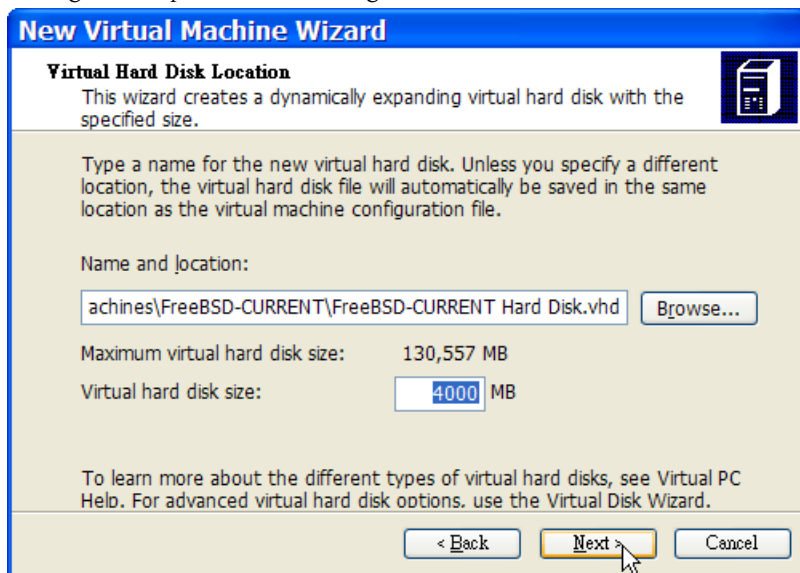 New Virtual Machine Wizard
Virtual Hard Disk Location
This wizard creates a dynamically expanding virtual hard disk with the
specified size.
Type a name for the new virtual hard disk. Unless you specify a different
location, the virtual hard disk file will automatically be saved in the same
location as the virtual machine configuration file.
Name and location:
achines\FreeBSD-CURRENT\FreeBSD-CURRENT Hard Disk.vhd Browse...
Maximum virtual hard disk size: 130,557 MB
Virtual hard disk size: 4000 MB
To learn more about the different types of virtual hard disks, see Virtual PC
Help. For advanced virtual hard disk options, use the Virtual Disk Wizard.
< Back Next > Cancel